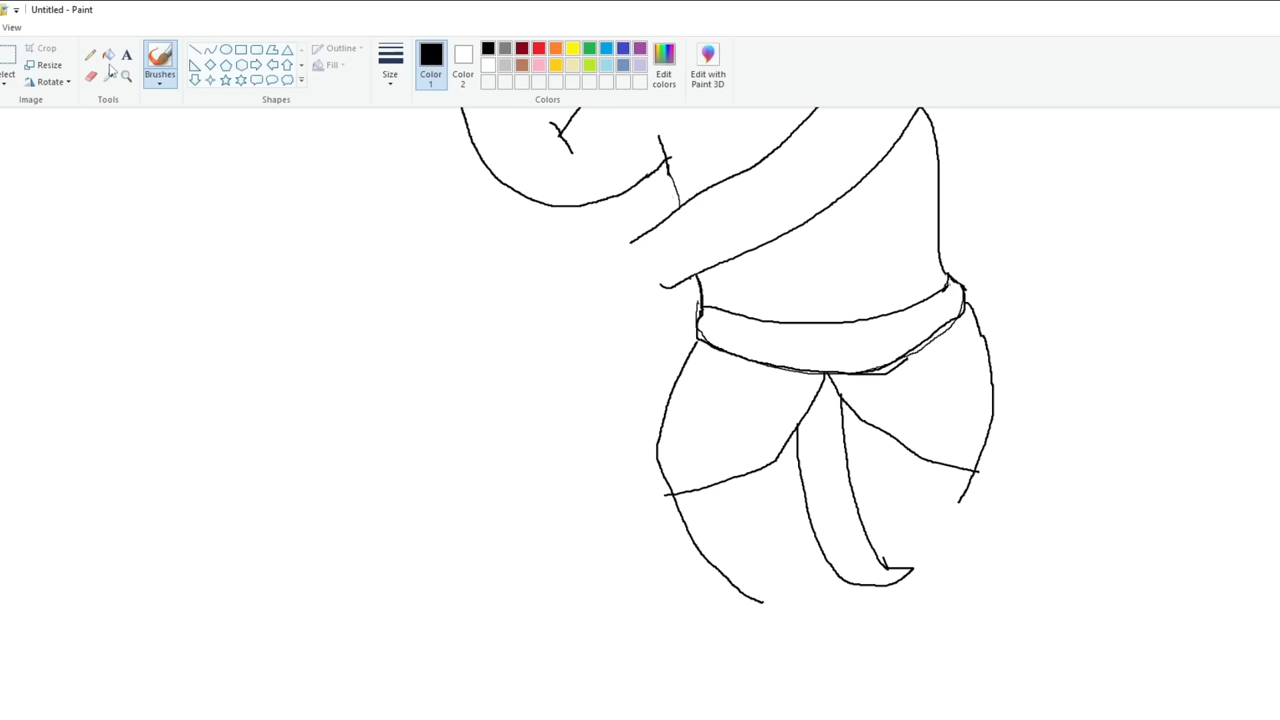 Untitled - Paint
View
Crop
Resize
Rotate
elect
Image
A
Tools
Brushes
Outline
Fill
Shapes
Size
Color 1
Color 2
Edit colors
Colors
Edit with Paint 3D